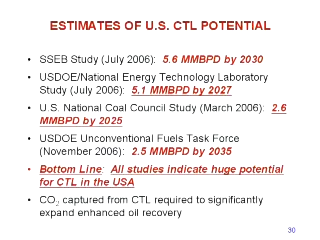 ESTIMATES OF U.S. CTL POTENTIAL
• SSEB Study (July 2006): 5.6 MMBPD by 2030
• USDOE/National Energy Technology Laboratory
Study (July 2006): 5.1 MMBPD by 2027
• U.S. National Coal Council Study (March 2006): 2.6
MMBPD by 2025
• USDOE Unconventional Fuels Task Force
(November 2006): 2.5 MMBPD by 2035
• Bottom Line: All studies indicate huge potential
for CTL in the USA
• CO₂ captured from CTL required to significantly
expand enhanced oil recovery
30